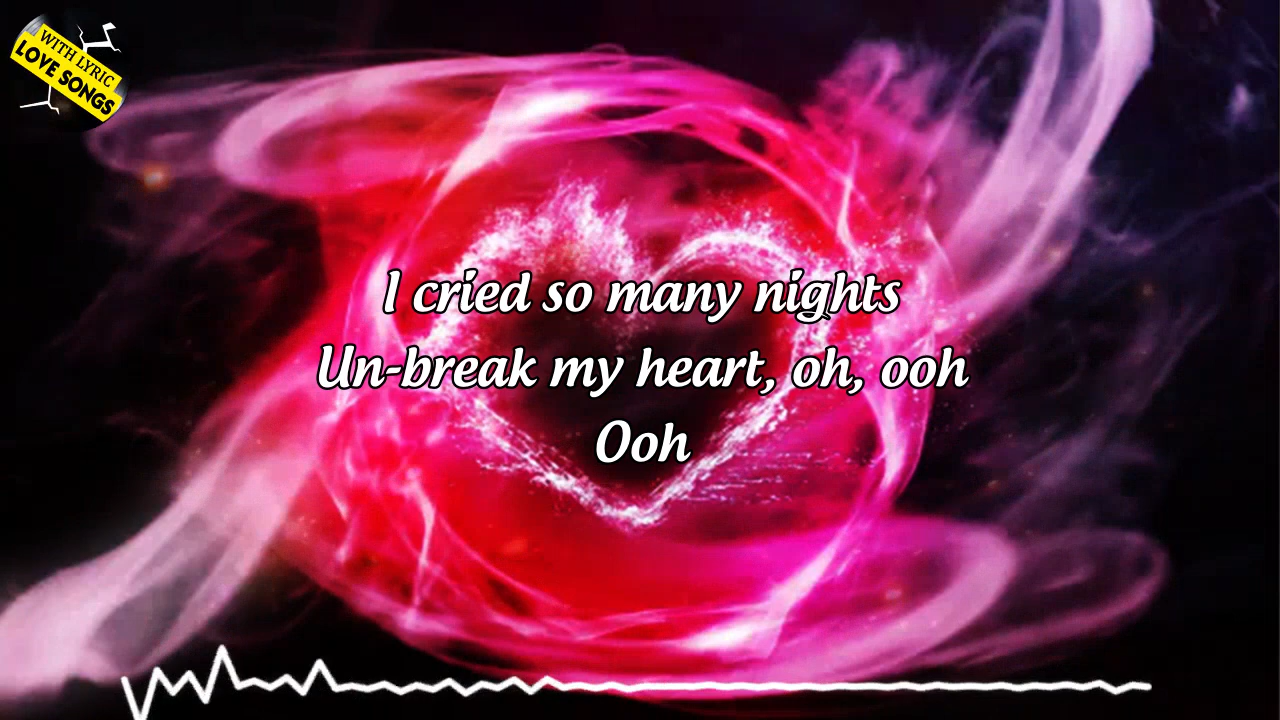 WITH LYRIC
LOVE SONGS
I cried so many nights
Un-break my heart, oh, ooh
Ooh